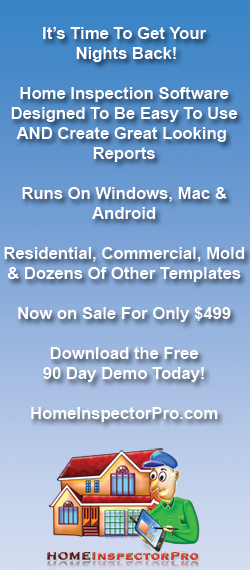 It's Time To Get Your
Nights Back!
Home Inspection Software
Designed To Be Easy To Use
AND Create Great Looking
Reports
Runs On Windows, Mac &
Android
Residential, Commercial, Mold
& Dozens Of Other Templates
Now on Sale For Only $499
Download the Free
90 Day Demo Today!
HomeInspectorPro.com
HOMEINSPECTORPRO